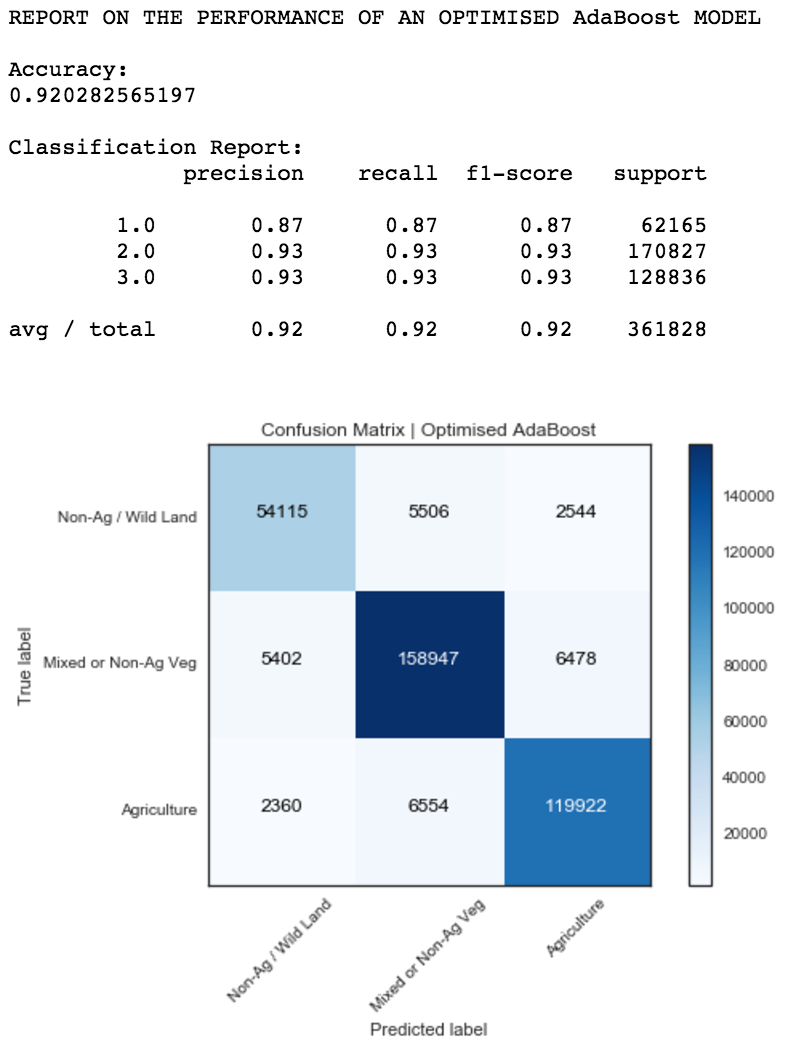 REPORT ON THE PERFORMANCE OF AN OPTIMISED AdaBoost MODEL
Accuracy:
0.920282565197
Classification Report:
precision recall f1-score support
1.0 0.87 0.87 0.87 62165
2.0 0.93 0.93 0.93 170827
3.0 0.93 0.93 0.93 128836
avg / total 0.92 0.92 0.92 361828
Confusion Matrix | Optimised AdaBoost
True label
Non-Ag / Wild Land 54115 5506 2544
Mixed or Non-Ag Veg 5402 158947 6478
Agriculture 2360 6554 119922
Non-Ag / Wild Land
Mixed or Non-Ag Veg
Agriculture
Predicted label
140000
120000
100000
80000
60000
40000
20000